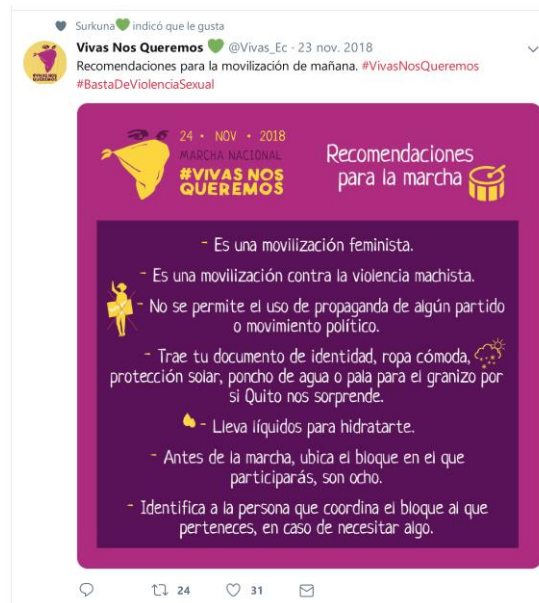 Surkuna💚 indicó que le gusta
Vivas Nos Queremos 💚 @Vivas_Ec · 23 nov. 2018
Recomendaciones para la movilización de mañana. #VivasNosQueremos
#BastaDeViolenciaSexual
24 • NOV • 2018
MARCHA NACIONAL
#VIVAS NOS
QUEREMOS
Recomendaciones
para la marcha
- Es una movilización feminista.
- Es una movilización contra la violencia machista.
- No se permite el uso de propaganda de algún partido
o movimiento político.
- Trae tu documento de identidad, ropa cómoda,
protección solar, poncho de agua o pala para el granizo por
si Quito nos sorprende.
- Lleva líquidos para hidratarte.
- Antes de la marcha, ubica el bloque en el que
participarás, son ocho.
- Identifica a la persona que coordina el bloque al que
perteneces, en caso de necesitar algo.
24 31